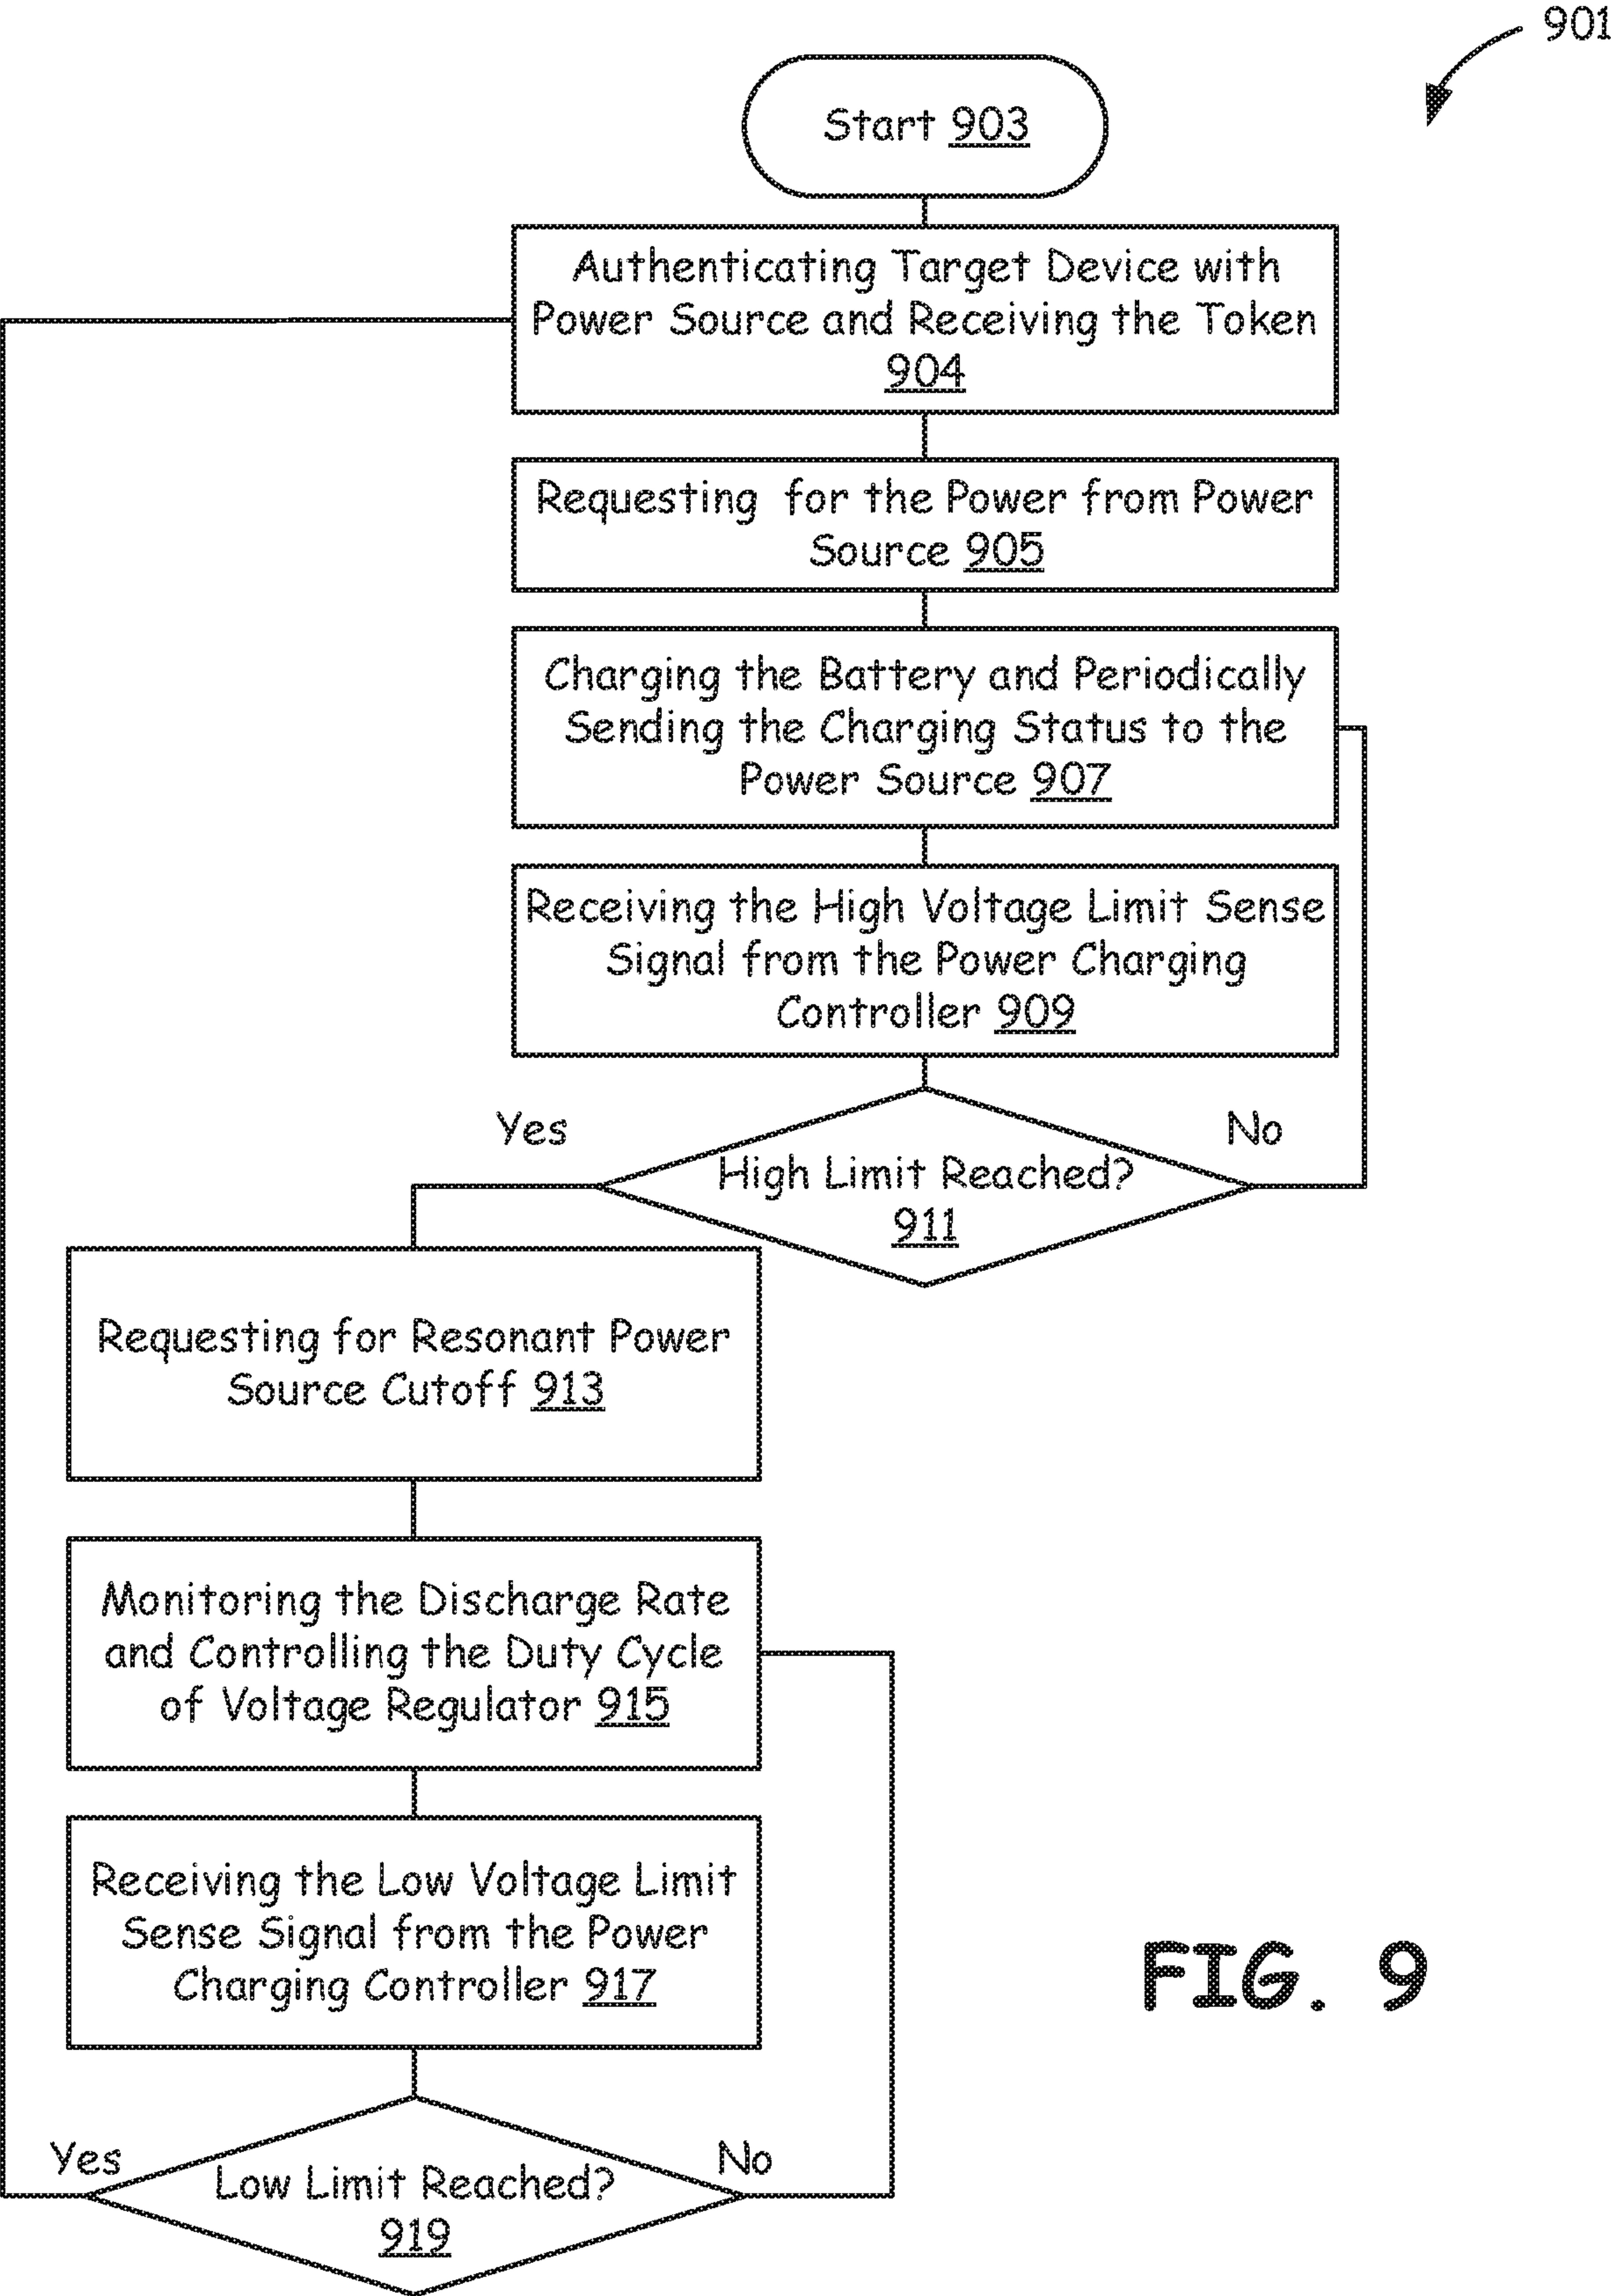 901
Start 903
Authenticating Target Device with
Power Source and Receiving the Token
904
Requesting for the Power from Power
Source 905
Charging the Battery and Periodically
Sending the Charging Status to the
Power Source 907
Receiving the High Voltage Limit Sense
Signal from the Power Charging
Controller 909
Yes
No
High Limit Reached?
911
Requesting for Resonant Power
Source Cutoff 913
Monitoring the Discharge Rate
and Controlling the Duty Cycle
of Voltage Regulator 915
Receiving the Low Voltage Limit
Sense Signal from the Power
Charging Controller 917
Yes
No
Low Limit Reached?
919
FIG. 9